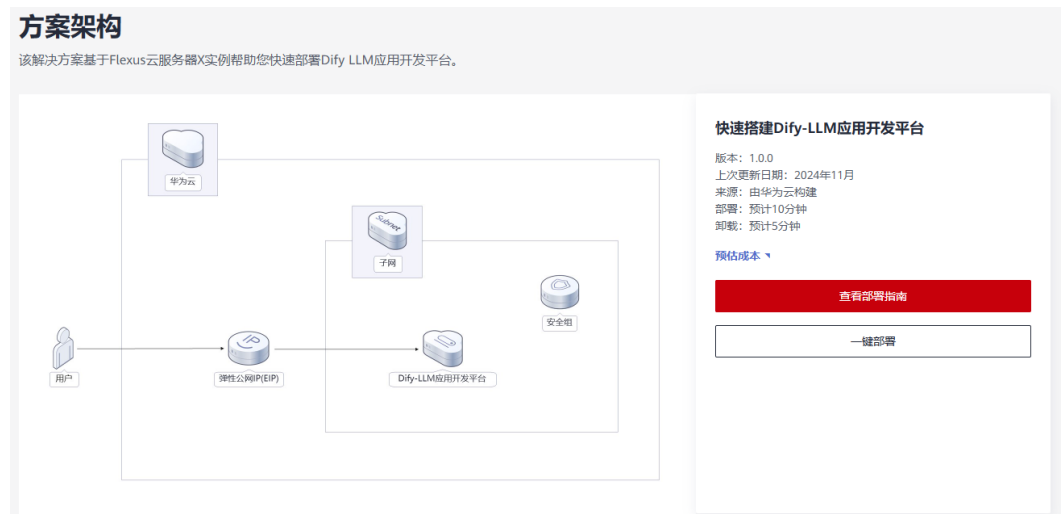 方案架构
该解决方案基于Flexus云服务器X实例帮助您快速部署Dify LLM应用开发平台。
华为云
Subnet
子网
安全组
用户
IP
弹性公网IP(EIP)
Dify-LLM应用开发平台
快速搭建Dify-LLM应用开发平台
版本：1.0.0
上次更新日期：2024年11月
来源：由华为云构建
部署：预计10分钟
卸载：预计5分钟
预估成本
查看部署指南
一键部署